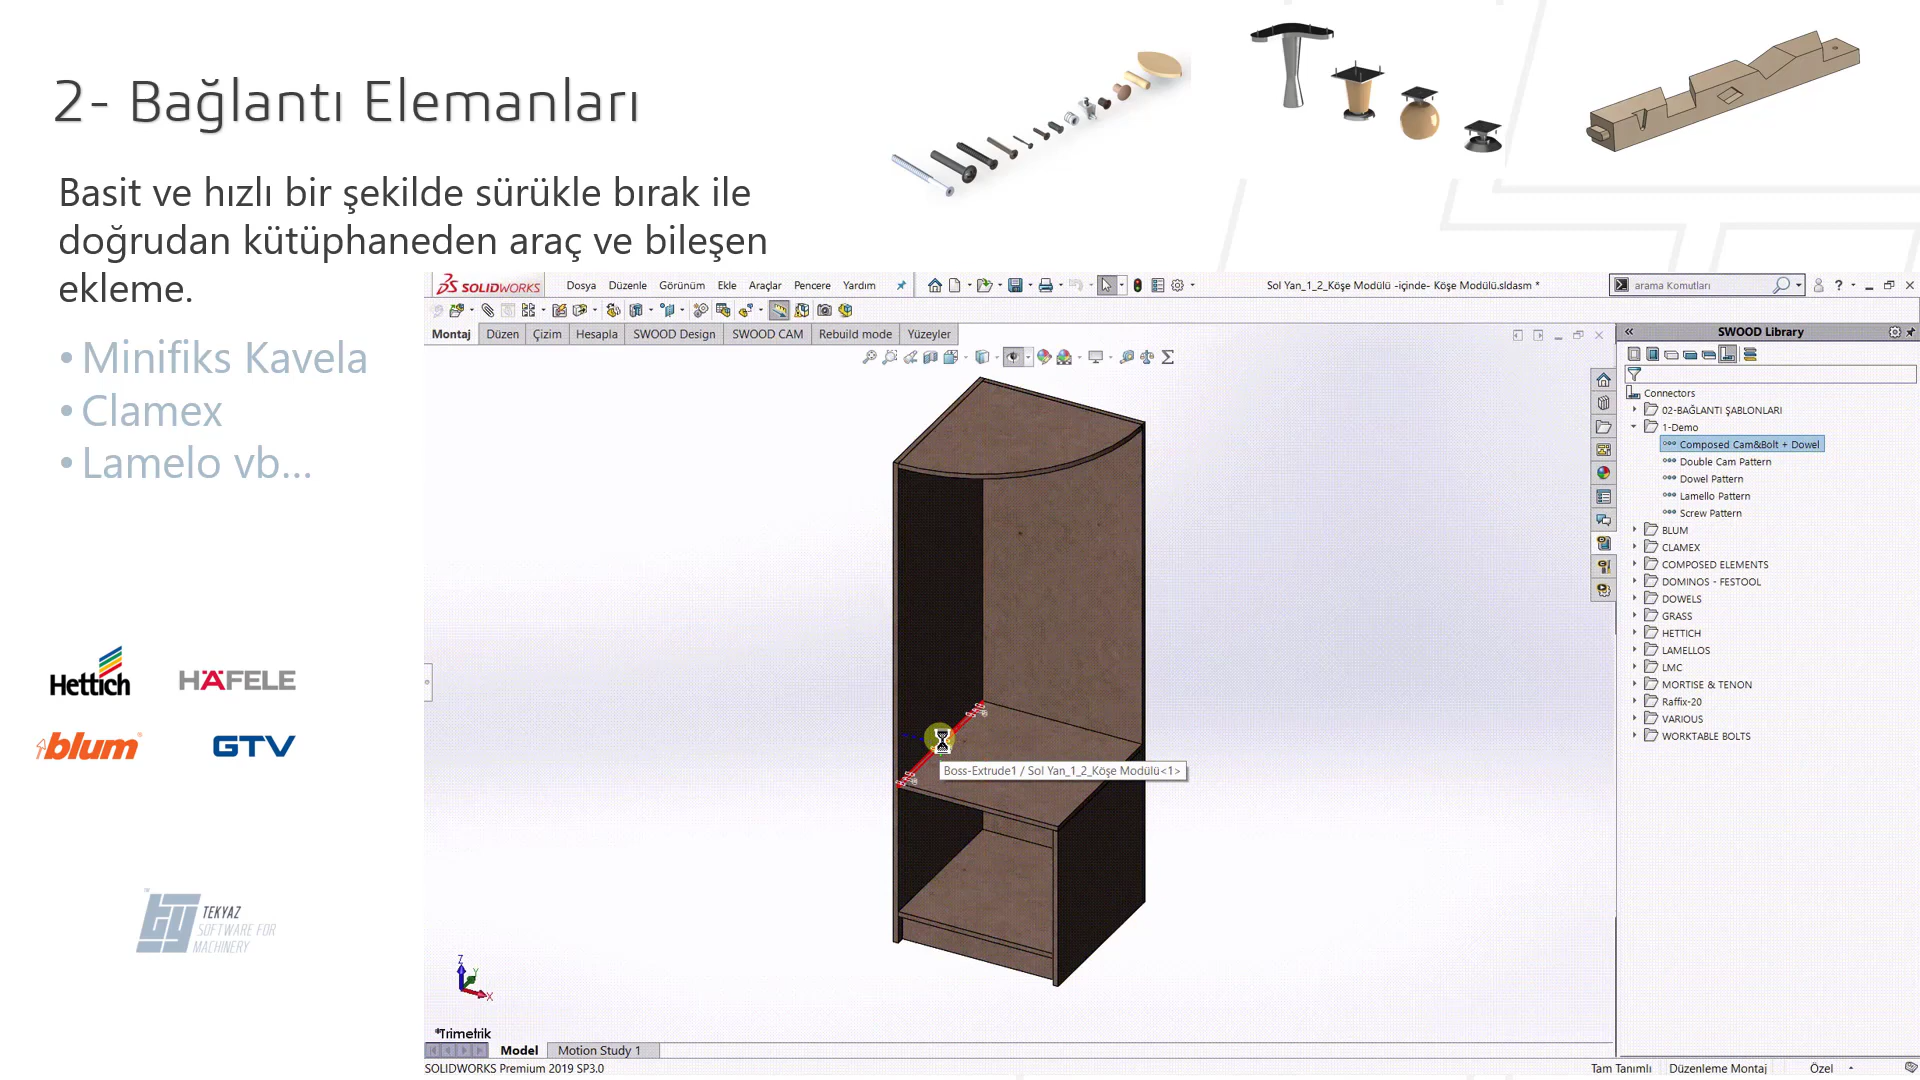 2- Bağlantı Elemanları
Basit ve hızlı bir şekilde sürükle bırak ile
doğrudan kütüphaneden araç ve bileşen
ekleme.
• Minifiks Kavela
• Clamex
• Lamelo vb...
Hettich
HÄFELE
blum
GTV
TEKYAZ
SOFTWARE FOR
MACHINERY
SOLIDWORKS
Dosya Düzenle Görünüm Ekle Araçlar Pencere Yardım
Sol Yan_1_2_Köşe Modülü -içinde- Köşe Modülü.sldasm *
arama Komutları
Montaj Düzen Çizim Hesapla SWOOD Design SWOOD CAM Rebuild mode Yüzeyler
SWOOD Library
Connectors
02-BAĞLANTI ŞABLONLARI
1-Demo
Composed Cam&Bolt + Dowel
Double Cam Pattern
Dowel Pattern
Lamello Pattern
Screw Pattern
BLUM
CLAMEX
COMPOSED ELEMENTS
DOMINOS - FESTOOL
DOWELS
GRASS
HETTICH
LAMELLOS
LMC
MORTISE & TENON
Raffix-20
VARIOUS
WORKTABLE BOLTS
Boss-Extrude1 / Sol Yan_1_2_Köşe Modülü<1>
Z
Y
X
*Trimetrik
Model Motion Study 1
SOLIDWORKS Premium 2019 SP3.0
Tam Tanımlı Düzenleme Montaj Özel